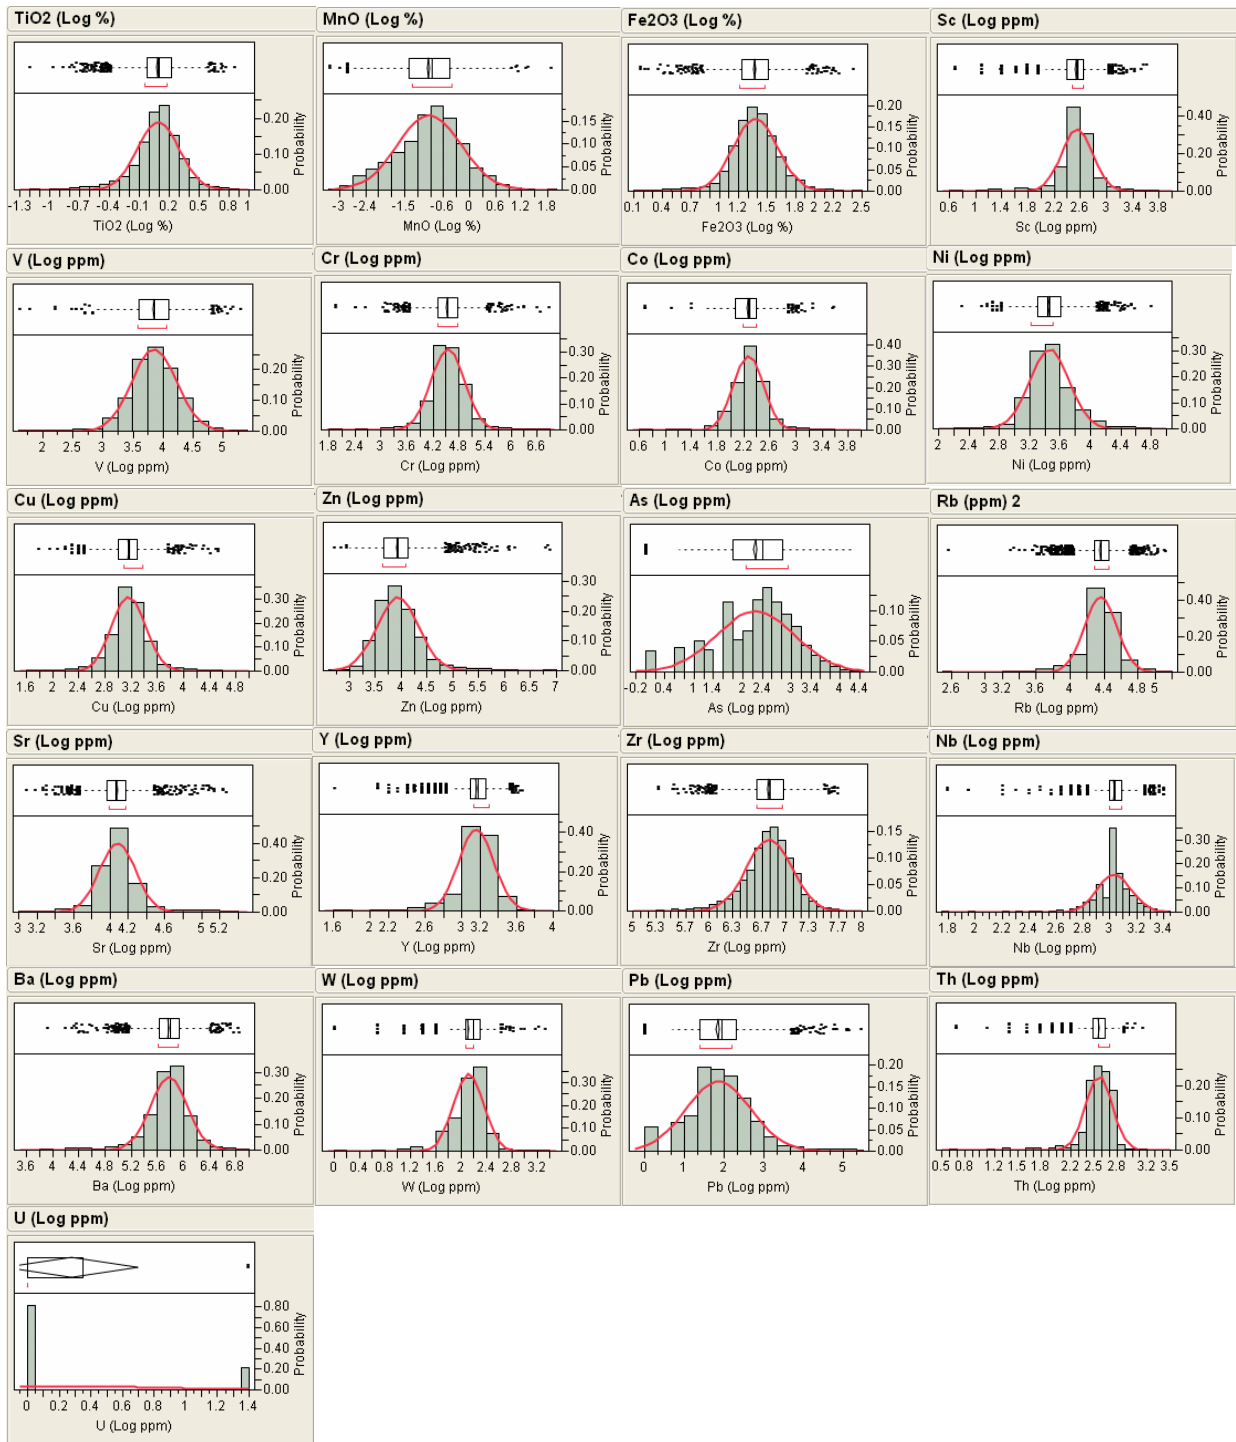 TiO2 (Log %)
0.20
0.10
0.00
Probability
-1.3 -1 -0.7 -0.4 -0.1 0.2 0.5 0.8 1
TiO2 (Log %)
MnO (Log %)
0.15
0.10
0.05
0.00
Probability
-3 -2.4 -1.5 -0.6 0 0.6 1.2 1.8
MnO (Log %)
Fe2O3 (Log %)
0.20
0.15
0.10
0.05
0.00
Probability
0.1 0.4 0.6 0.9 1.2 1.5 1.8 2 2.2 2.5
Fe2O3 (Log %)
Sc (Log ppm)
0.40
0.20
0.00
Probability
0.6 1 1.4 1.8 2.2 2.6 3 3.4 3.8
Sc (Log ppm)
V (Log ppm)
0.20
0.10
0.00
Probability
2 2.5 3 3.5 4 4.5 5
V (Log ppm)
Cr (Log ppm)
0.30
0.20
0.10
0.00
Probability
1.8 2.4 3 3.6 4.2 4.8 5.4 6 6.6
Cr (Log ppm)
Co (Log ppm)
0.40
0.30
0.20
0.10
0.00
Probability
0.6 1 1.4 1.8 2.2 2.6 3 3.4 3.8
Co (Log ppm)
Ni (Log ppm)
0.30
0.20
0.10
0.00
Probability
2 2.4 2.8 3.2 3.6 4 4.4 4.8
Ni (Log ppm)
Cu (Log ppm)
0.30
0.20
0.10
0.00
Probability
1.6 2 2.4 2.8 3.2 3.6 4 4.4 4.8
Cu (Log ppm)
Zn (Log ppm)
0.30
0.20
0.10
0.00
Probability
3 3.5 4 4.5 5 5.5 6 6.5 7
Zn (Log ppm)
As (Log ppm)
0.10
0.05
0.00
Probability
-0.2 0.4 1 1.4 2 2.4 3 3.4 4 4.4
As (Log ppm)
Rb (ppm) 2
0.40
0.20
0.00
Probability
2.6 3 3.2 3.6 4 4.4 4.8 5
Rb (Log ppm)
Sr (Log ppm)
0.40
0.20
0.00
Probability
3 3.2 3.6 4 4.2 4.6 5 5.2
Sr (Log ppm)
Y (Log ppm)
0.40
0.20
0.00
Probability
1.6 2 2.2 2.6 3 3.2 3.6 4
Y (Log ppm)
Zr (Log ppm)
0.15
0.10
0.05
0.00
Probability
5 5.3 5.7 6 6.3 6.7 7 7.3 7.7 8
Zr (Log ppm)
Nb (Log ppm)
0.30
0.20
0.10
0.00
Probability
1.8 2 2.2 2.4 2.6 2.8 3 3.2 3.4
Nb (Log ppm)
Ba (Log ppm)
0.30
0.20
0.10
0.00
Probability
3.6 4 4.4 4.8 5.2 5.6 6 6.4 6.8
Ba (Log ppm)
W (Log ppm)
0.30
0.20
0.10
0.00
Probability
0 0.4 0.8 1.2 1.6 2 2.4 2.8 3.2
W (Log ppm)
Pb (Log ppm)
0.20
0.15
0.10
0.05
0.00
Probability
0 1 2 3 4 5
Pb (Log ppm)
Th (Log ppm)
0.20
0.10
0.00
Probability
0.5 0.8 1.2 1.5 1.8 2.2 2.5 2.8 3.2 3.5
Th (Log ppm)
U (Log ppm)
0.80
0.60
0.40
0.20
0.00
Probability
0 0.2 0.4 0.6 0.8 1 1.2 1.4
U (Log ppm)